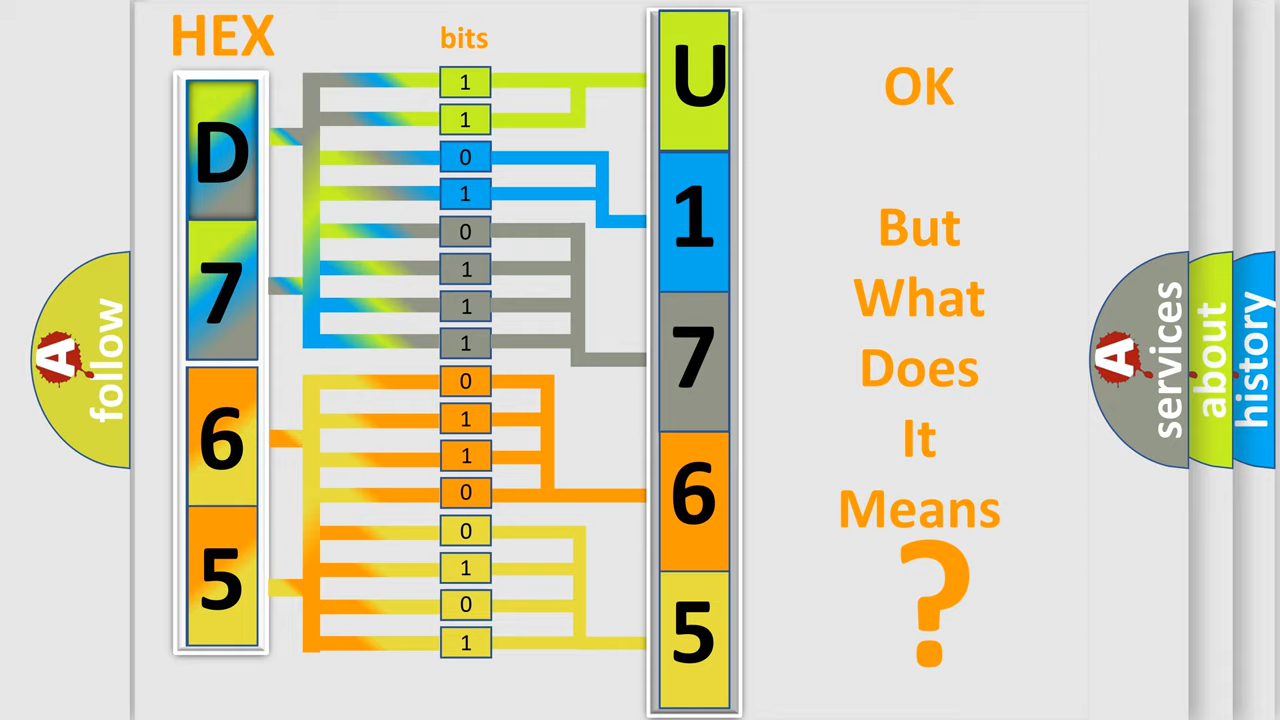 HEX
bits
D
7
6
5
1
1
0
1
0
1
1
1
0
1
1
0
0
1
0
1
U
1
7
6
5
OK
But
What
Does
It
Means
?
A
follow
A
services
about
history